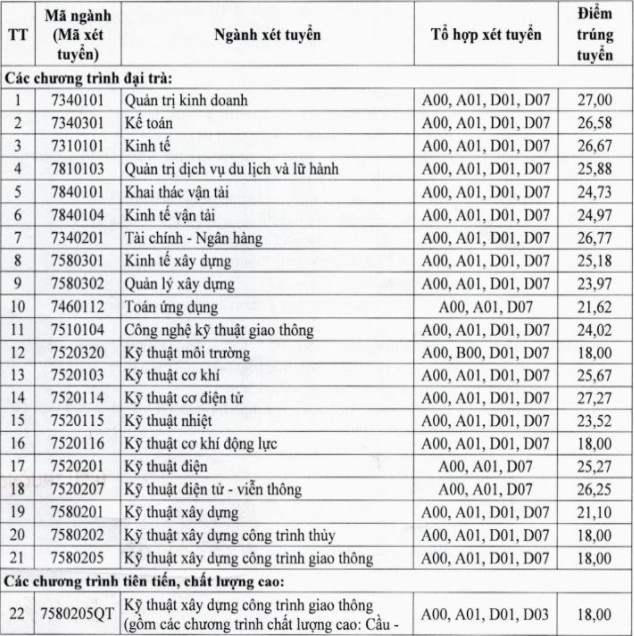 TT | Mã ngành (Mã xét tuyển) | Ngành xét tuyển | Tổ hợp xét tuyển | Điểm trúng tuyển
Các chương trình đại trà:
1 | 7340101 | Quản trị kinh doanh | A00, A01, D01, D07 | 27,00
2 | 7340301 | Kế toán | A00, A01, D01, D07 | 26,58
3 | 7310101 | Kinh tế | A00, A01, D01, D07 | 26,67
4 | 7810103 | Quản trị dịch vụ du lịch và lữ hành | A00, A01, D01, D07 | 25,88
5 | 7840101 | Khai thác vận tải | A00, A01, D01, D07 | 24,73
6 | 7840104 | Kinh tế vận tải | A00, A01, D01, D07 | 24,97
7 | 7340201 | Tài chính - Ngân hàng | A00, A01, D01, D07 | 26,77
8 | 7580301 | Kinh tế xây dựng | A00, A01, D01, D07 | 25,18
9 | 7580302 | Quản lý xây dựng | A00, A01, D01, D07 | 23,97
10 | 7460112 | Toán ứng dụng | A00, A01, D07 | 21,62
11 | 7510104 | Công nghệ kỹ thuật giao thông | A00, A01, D01, D07 | 24,02
12 | 7520320 | Kỹ thuật môi trường | A00, B00, D01, D07 | 18,00
13 | 7520103 | Kỹ thuật cơ khí | A00, A01, D01, D07 | 25,67
14 | 7520114 | Kỹ thuật cơ điện tử | A00, A01, D01, D07 | 27,27
15 | 7520115 | Kỹ thuật nhiệt | A00, A01, D01, D07 | 23,52
16 | 7520116 | Kỹ thuật cơ khí động lực | A00, A01, D01, D07 | 18,00
17 | 7520201 | Kỹ thuật điện | A00, A01, D07 | 25,27
18 | 7520207 | Kỹ thuật điện tử - viễn thông | A00, A01, D07 | 26,25
19 | 7580201 | Kỹ thuật xây dựng | A00, A01, D01, D07 | 21,10
20 | 7580202 | Kỹ thuật xây dựng công trình thủy | A00, A01, D01, D07 | 18,00
21 | 7580205 | Kỹ thuật xây dựng công trình giao thông | A00, A01, D01, D07 | 18,00
Các chương trình tiên tiến, chất lượng cao:
22 | 7580205QT | Kỹ thuật xây dựng công trình giao thông (gồm các chương trình chất lượng cao: Cầu - | A00, A01, D01, D03 | 18,00